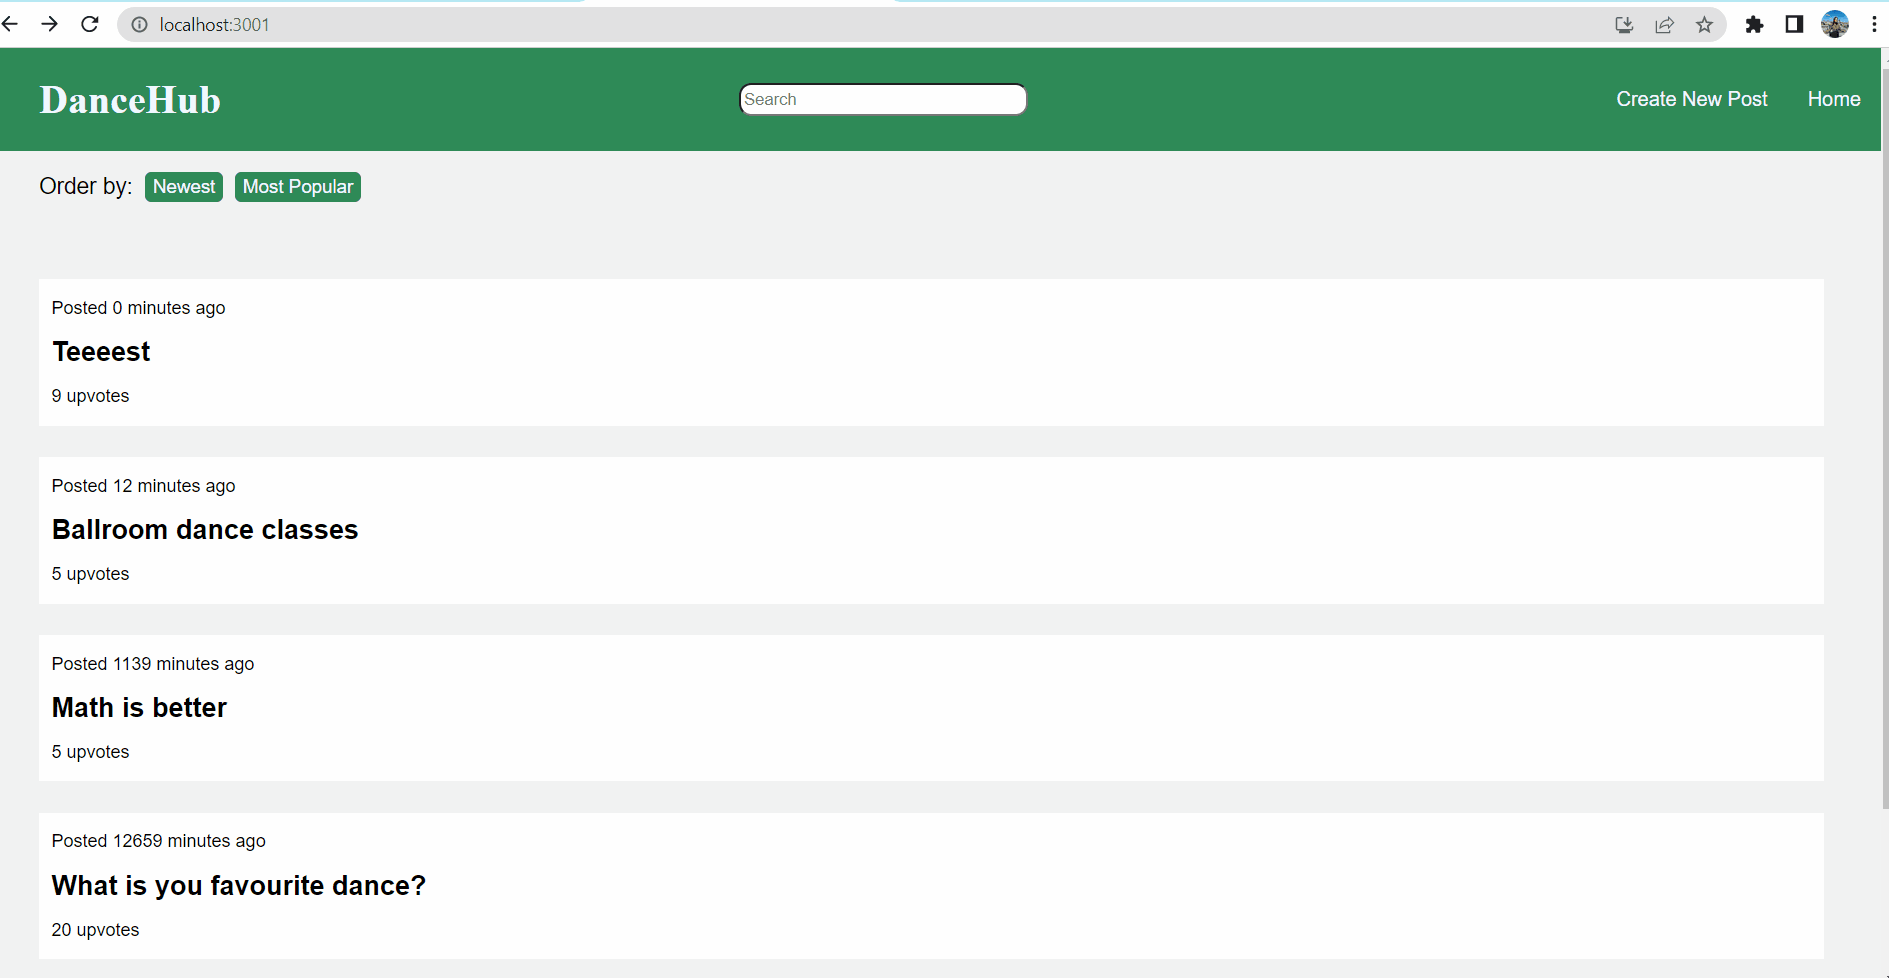 localhost:3001
DanceHub
Search
Create New Post
Home
Order by:
Newest
Most Popular
Posted 0 minutes ago
Teeeest
9 upvotes
Posted 12 minutes ago
Ballroom dance classes
5 upvotes
Posted 1139 minutes ago
Math is better
5 upvotes
Posted 12659 minutes ago
What is you favourite dance?
20 upvotes